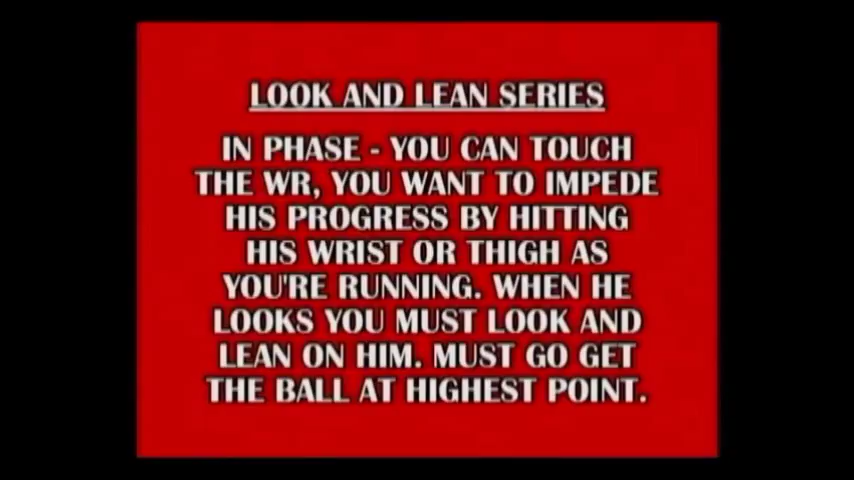 LOOK AND LEAN SERIES
IN PHASE - YOU CAN TOUCH
THE WR, YOU WANT TO IMPEDE
HIS PROGRESS BY HITTING
HIS WRIST OR THIGH AS
YOU'RE RUNNING. WHEN HE
LOOKS YOU MUST LOOK AND
LEAN ON HIM. MUST GO GET
THE BALL AT HIGHEST POINT.